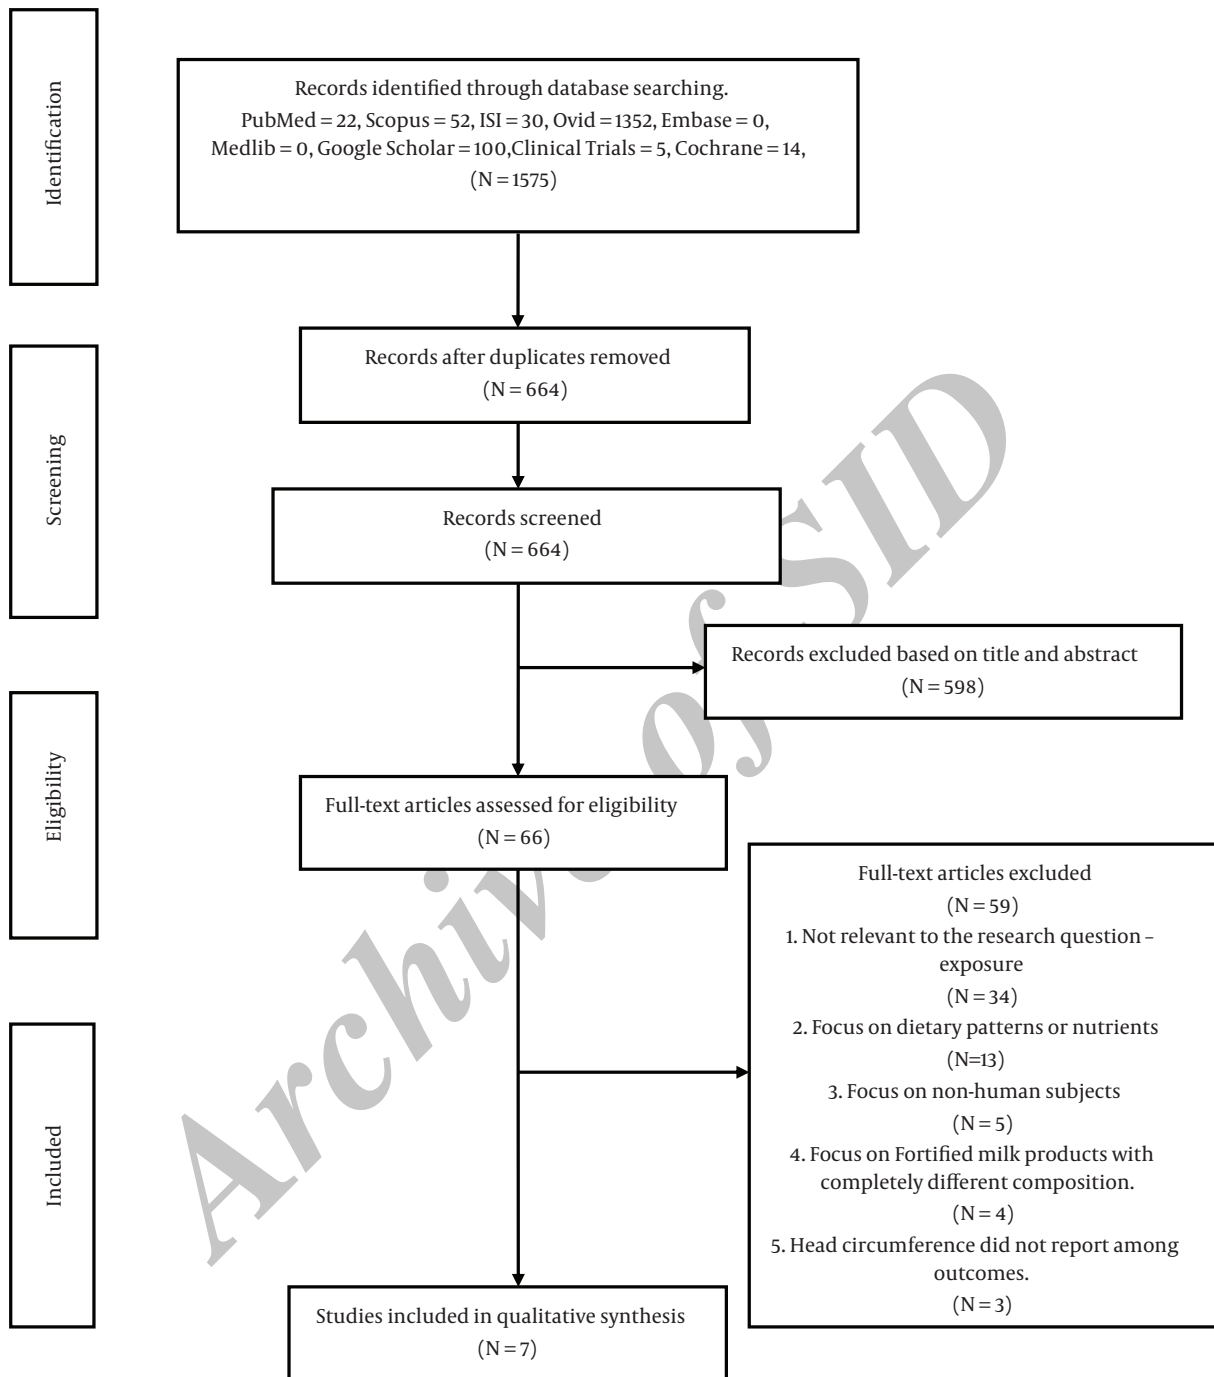 Identification
Records identified through database searching.
PubMed = 22, Scopus = 52, ISI = 30, Ovid = 1352, Embase = 0,
Medlib = 0, Google Scholar = 100,Clinical Trials = 5, Cochrane = 14,
(N = 1575)
Screening
Records after duplicates removed
(N = 664)
Records screened
(N = 664)
Records excluded based on title and abstract
(N = 598)
Eligibility
Full-text articles assessed for eligibility
(N = 66)
Full-text articles excluded
(N = 59)
1. Not relevant to the research question –
exposure
(N = 34)
2. Focus on dietary patterns or nutrients
(N=13)
3. Focus on non-human subjects
(N = 5)
4. Focus on Fortified milk products with
completely different composition.
(N = 4)
5. Head circumference did not report among
outcomes.
(N = 3)
Included
Studies included in qualitative synthesis
(N = 7)
Archive of SID